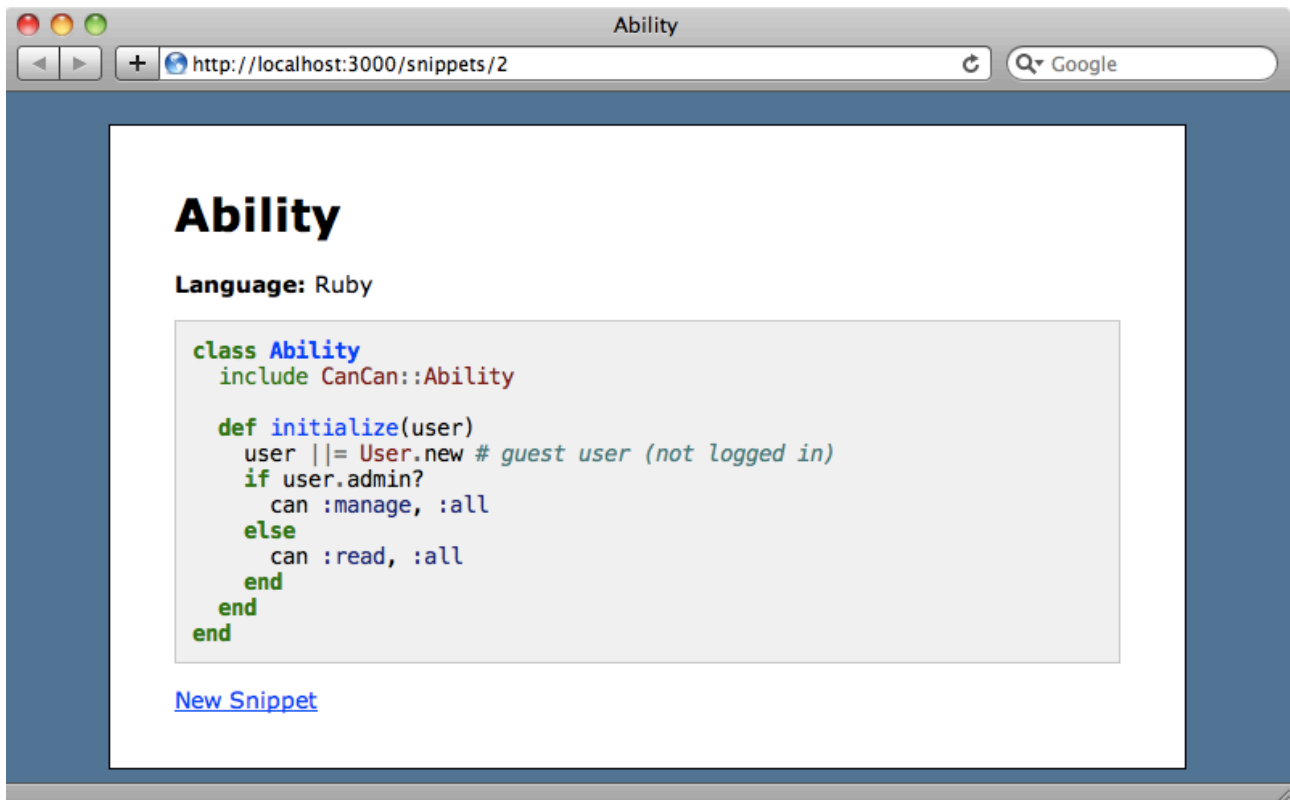 Ability
http://localhost:3000/snippets/2
Google
Ability
Language: Ruby
class Ability
  include CanCan::Ability

  def initialize(user)
    user ||= User.new # guest user (not logged in)
    if user.admin?
      can :manage, :all
    else
      can :read, :all
    end
  end
end
New Snippet